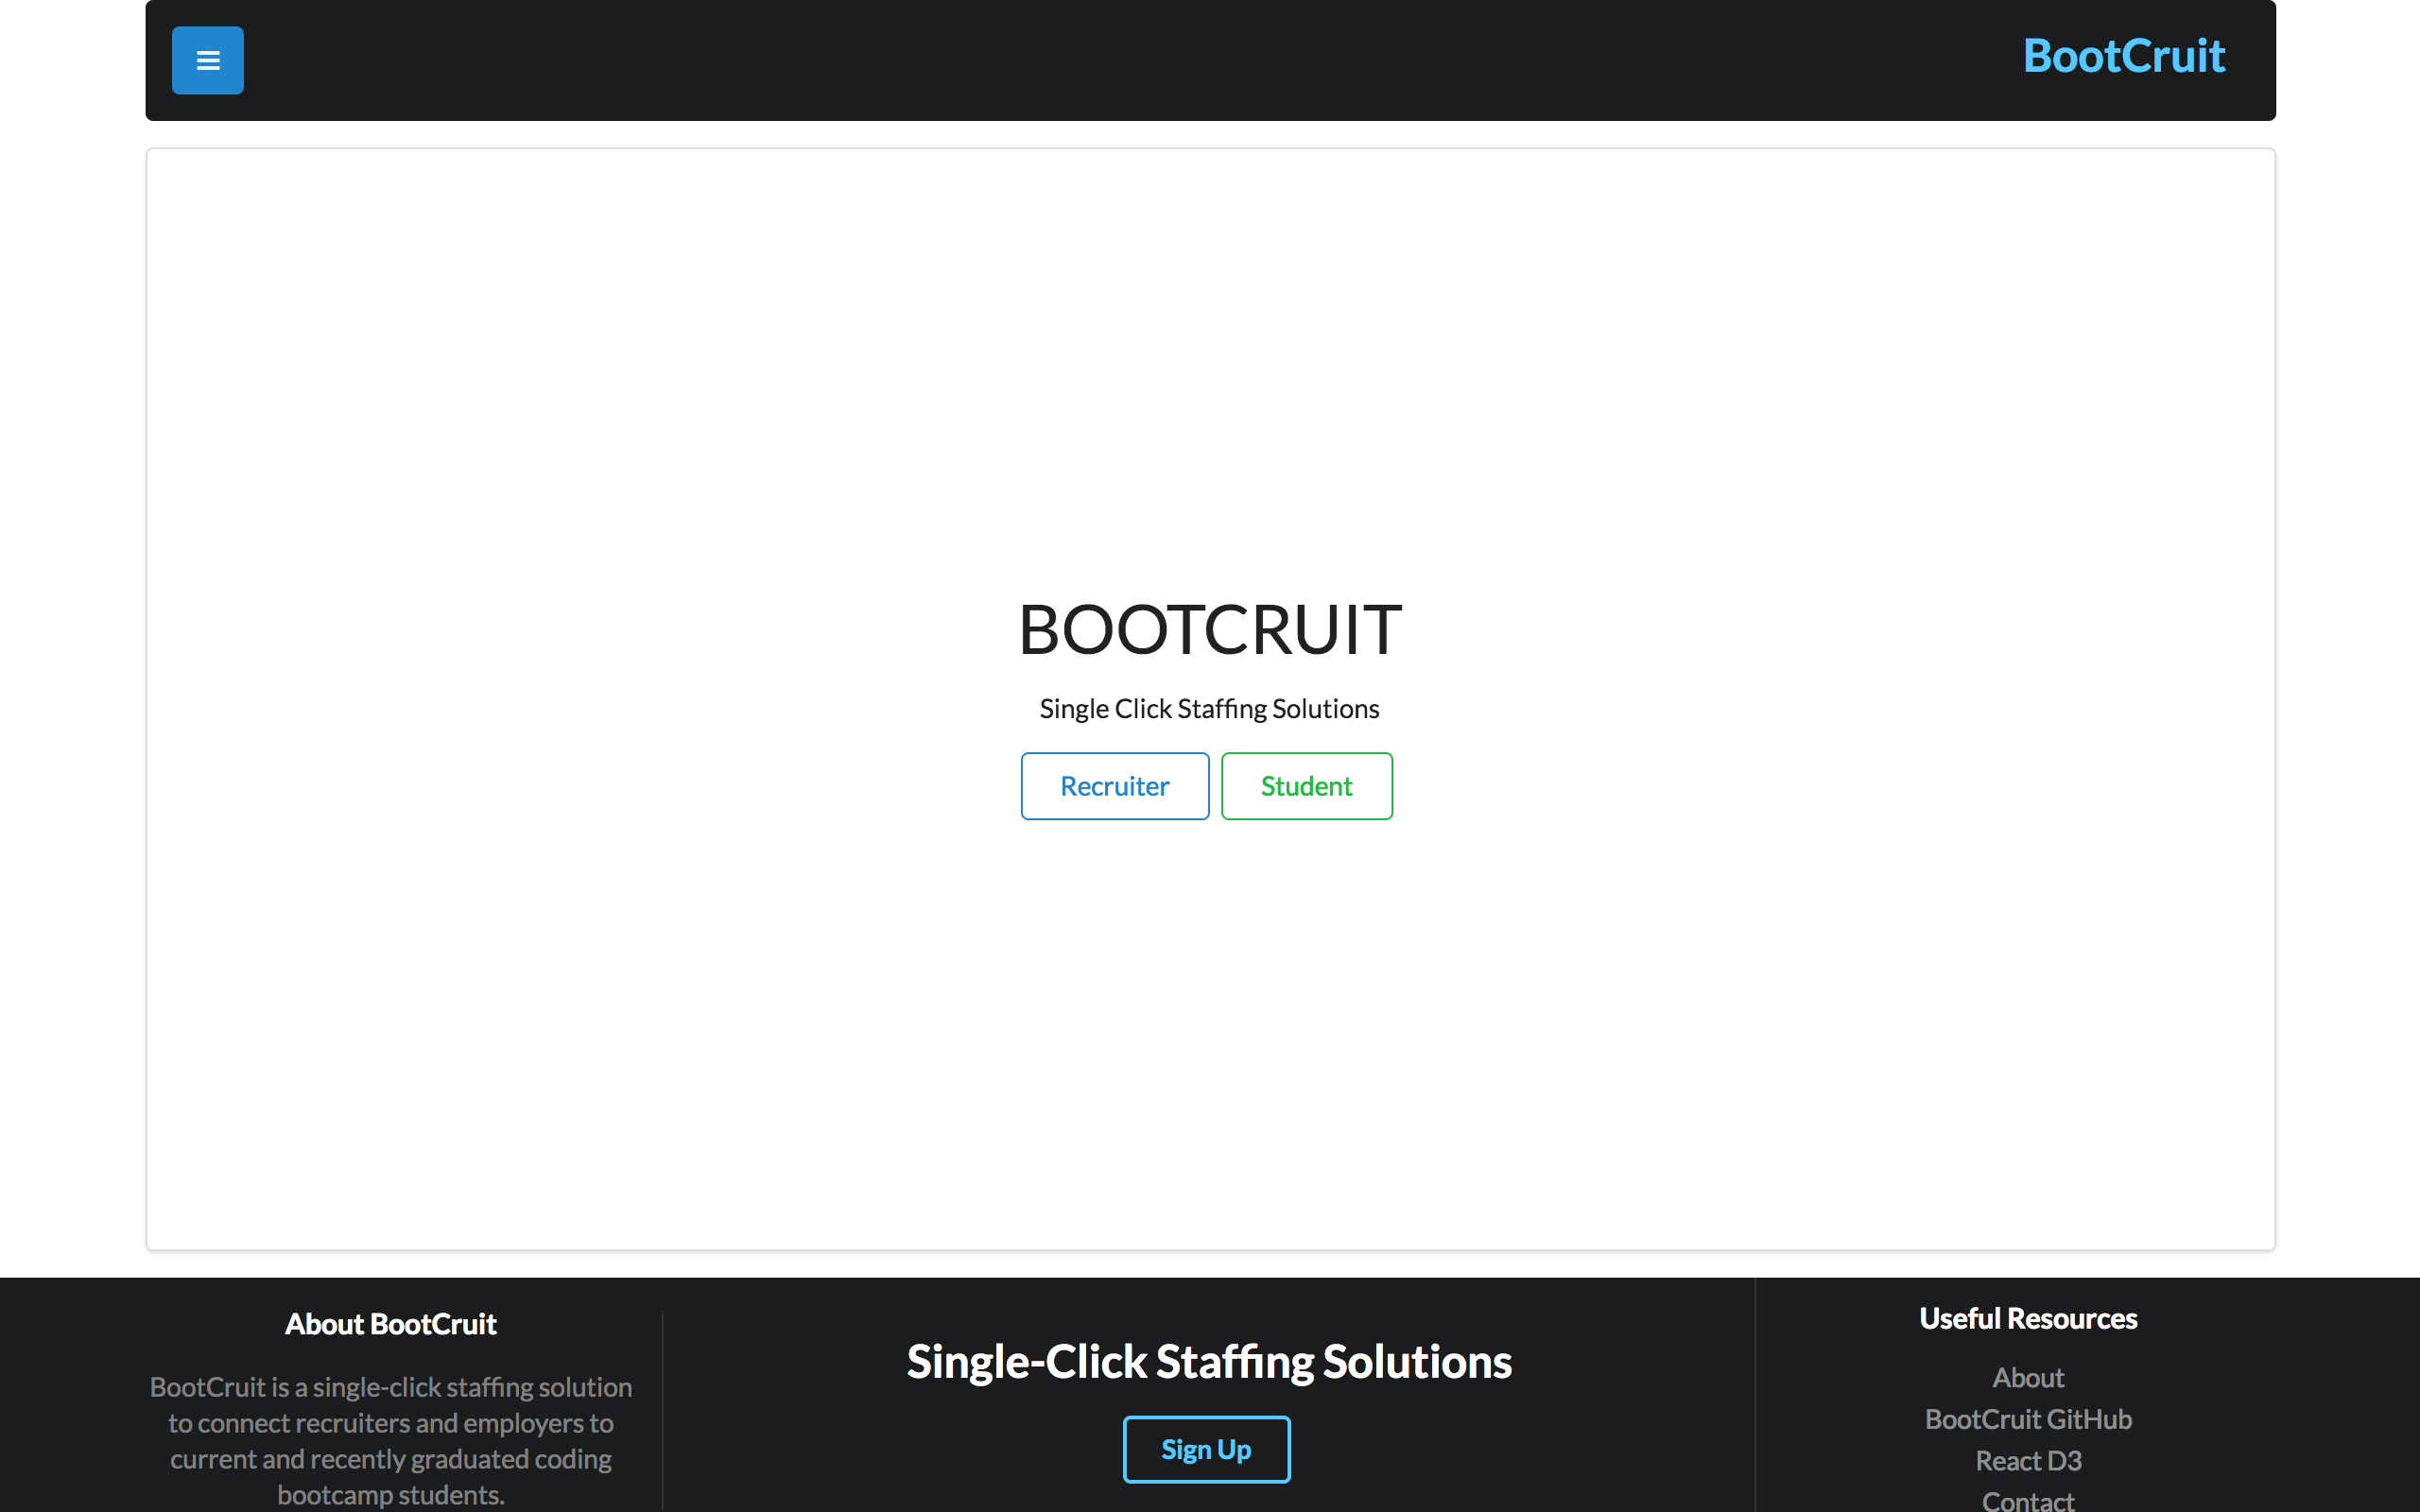 BootCruit
BOOTCRUIT
Single Click Staffing Solutions
Recruiter
Student
About BootCruit
BootCruit is a single-click staffing solution
to connect recruiters and employers to
current and recently graduated coding
bootcamp students.
Single-Click Staffing Solutions
Sign Up
Useful Resources
About
BootCruit GitHub
React D3
Contact